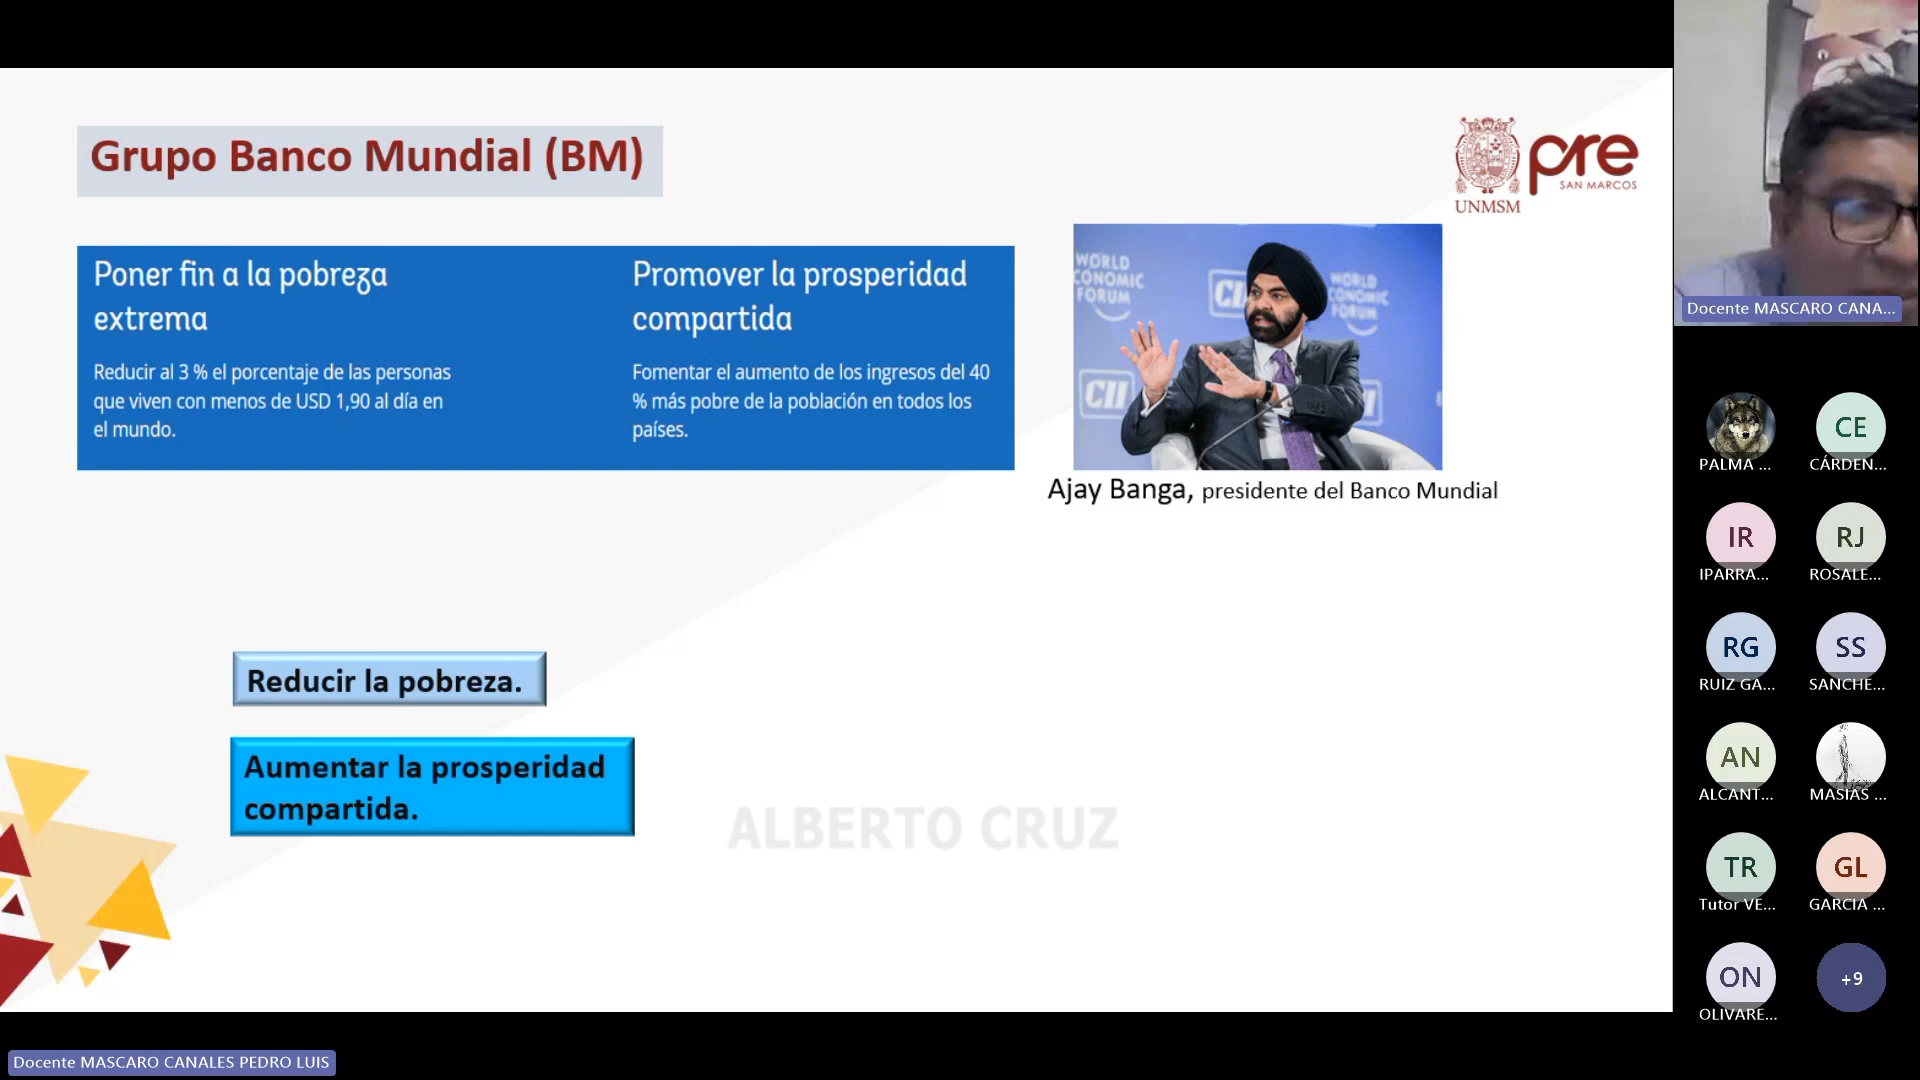 Grupo Banco Mundial (BM)
UNMSM
pre
SAN MARCOS
Poner fin a la pobreza
extrema
Reducir al 3 % el porcentaje de las personas
que viven con menos de USD 1,90 al día en
el mundo.
Promover la prosperidad
compartida
Fomentar el aumento de los ingresos del 40
% más pobre de la población en todos los
países.
WORLD
ECONOMIC
FORUM
CII
WORLD
ECONOMIC
FORUM
CII
Ajay Banga, presidente del Banco Mundial
Reducir la pobreza.
Aumentar la prosperidad
compartida.
ALBERTO CRUZ
Docente MASCARO CANA...
PALMA ...
CE
CÁRDEN...
IR
IPARRA...
RJ
ROSALE...
RG
RUIZ GA...
SS
SANCHE...
AN
ALCANT...
MASIAS ...
TR
Tutor VE...
GL
GARCIA ...
ON
OLIVARE...
+9
Docente MASCARO CANALES PEDRO LUIS